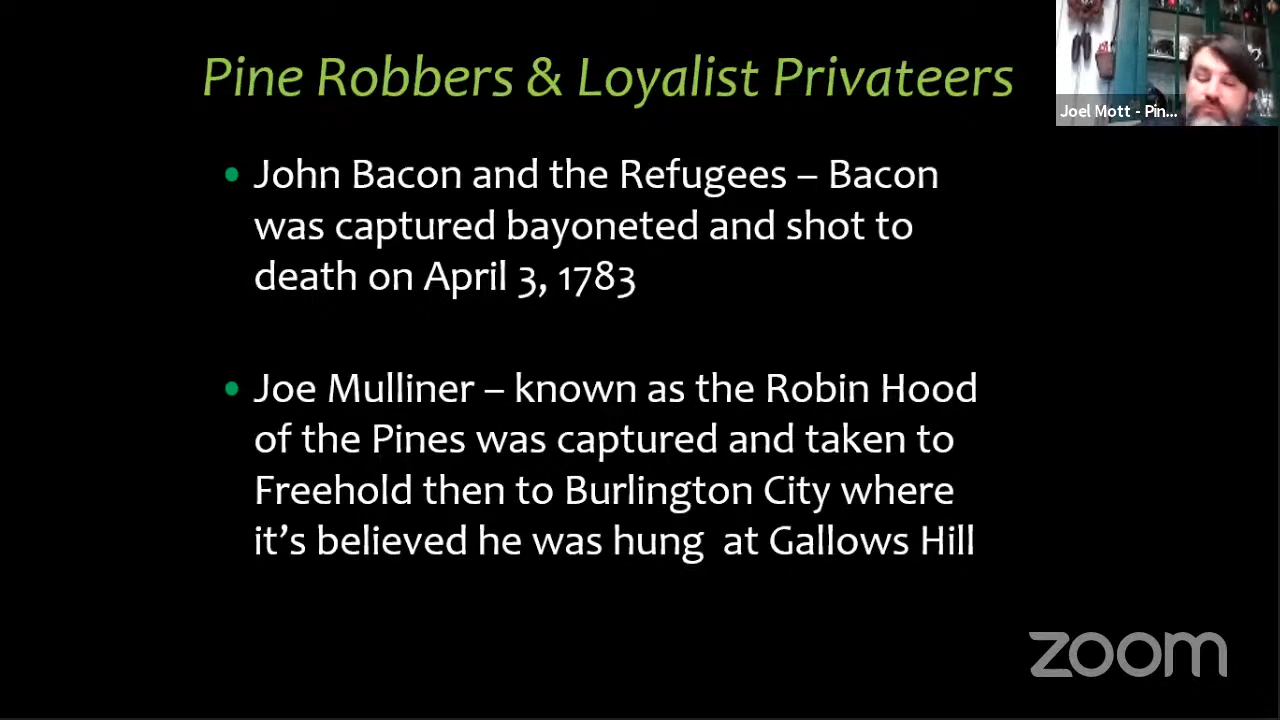 Pine Robbers & Loyalist Privateers
Joel Mott - Pin...
• John Bacon and the Refugees – Bacon
was captured bayoneted and shot to
death on April 3, 1783
• Joe Mulliner – known as the Robin Hood
of the Pines was captured and taken to
Freehold then to Burlington City where
it's believed he was hung  at Gallows Hill
zoom